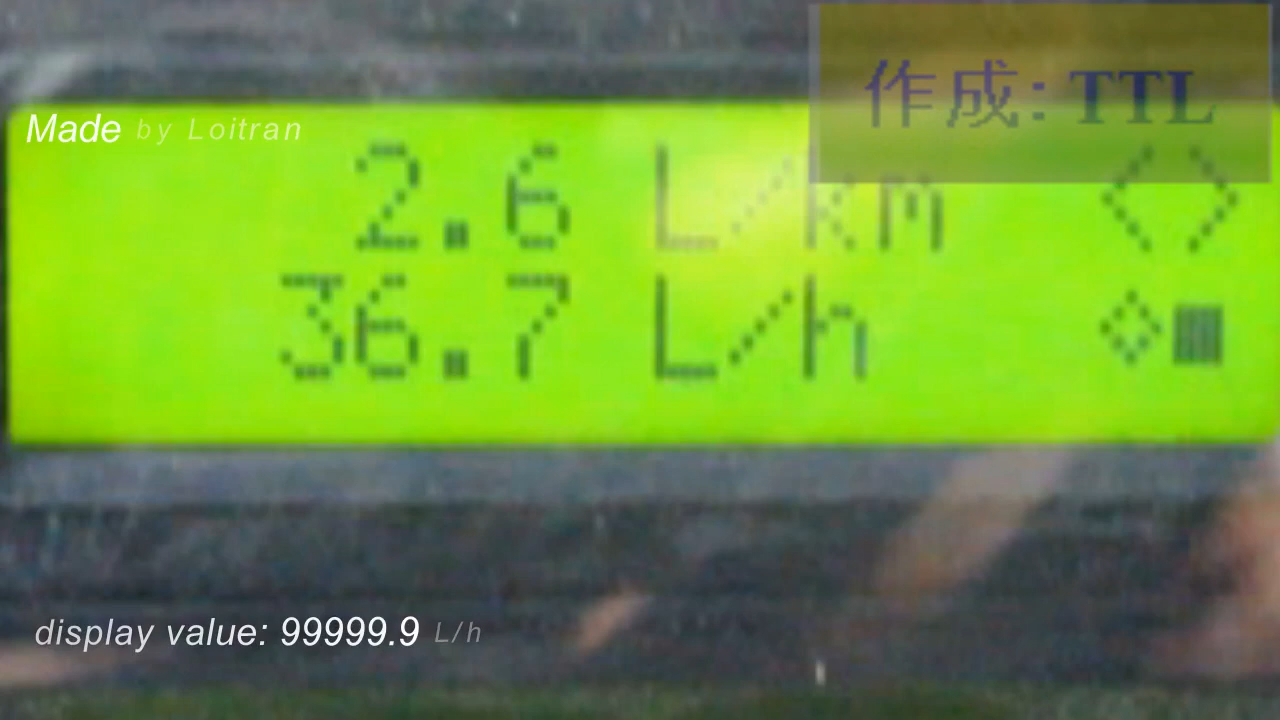 作成: TTL
Made by Loitran
2.6 L/km
36.7 L/h
display value: 99999.9 L/h